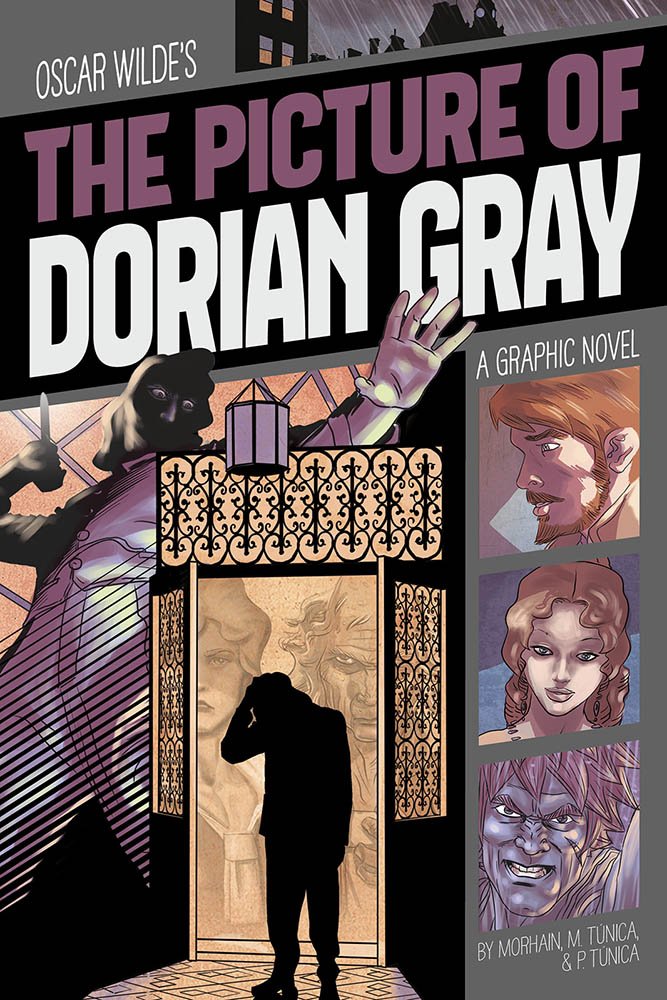 OSCAR WILDE'S
THE PICTURE OF
DORIAN GRAY
A GRAPHIC NOVEL
BY MORHAIN, M. TÚNICA,
& P. TÚNICA